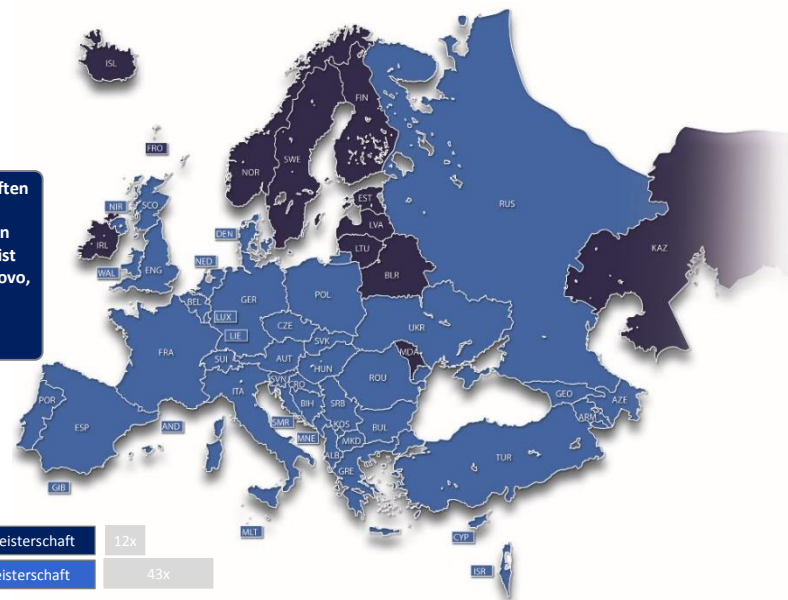 ISL
FIN
FRO
NOR
SWE
RUS
EST
NIR
SCO
LVA
DEN
IRL
LTU
KAZ
ften
n
ist
ovo,
NED
BLR
WAL
ENG
BEL
GER
POL
LUX
CZE
UKR
LIE
SVK
FRA
SUI
AUT
HUN
MDA
SVN
CRO
ROU
ITA
GEO
AZE
POR
BIH
SRB
ARM
ESP
AND
SMR
KOS
BUL
MNE
MKD
ALB
GRE
TUR
GIB
MLT
CYP
ISR
eisterschaft 12x
eisterschaft 43x